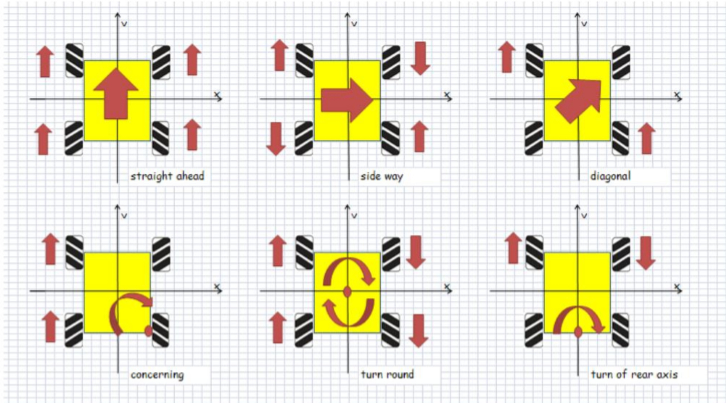 v
x
straight ahead
v
x
side way
v
x
diagonal
v
x
concerning
v
x
turn round
v
x
turn of rear axis